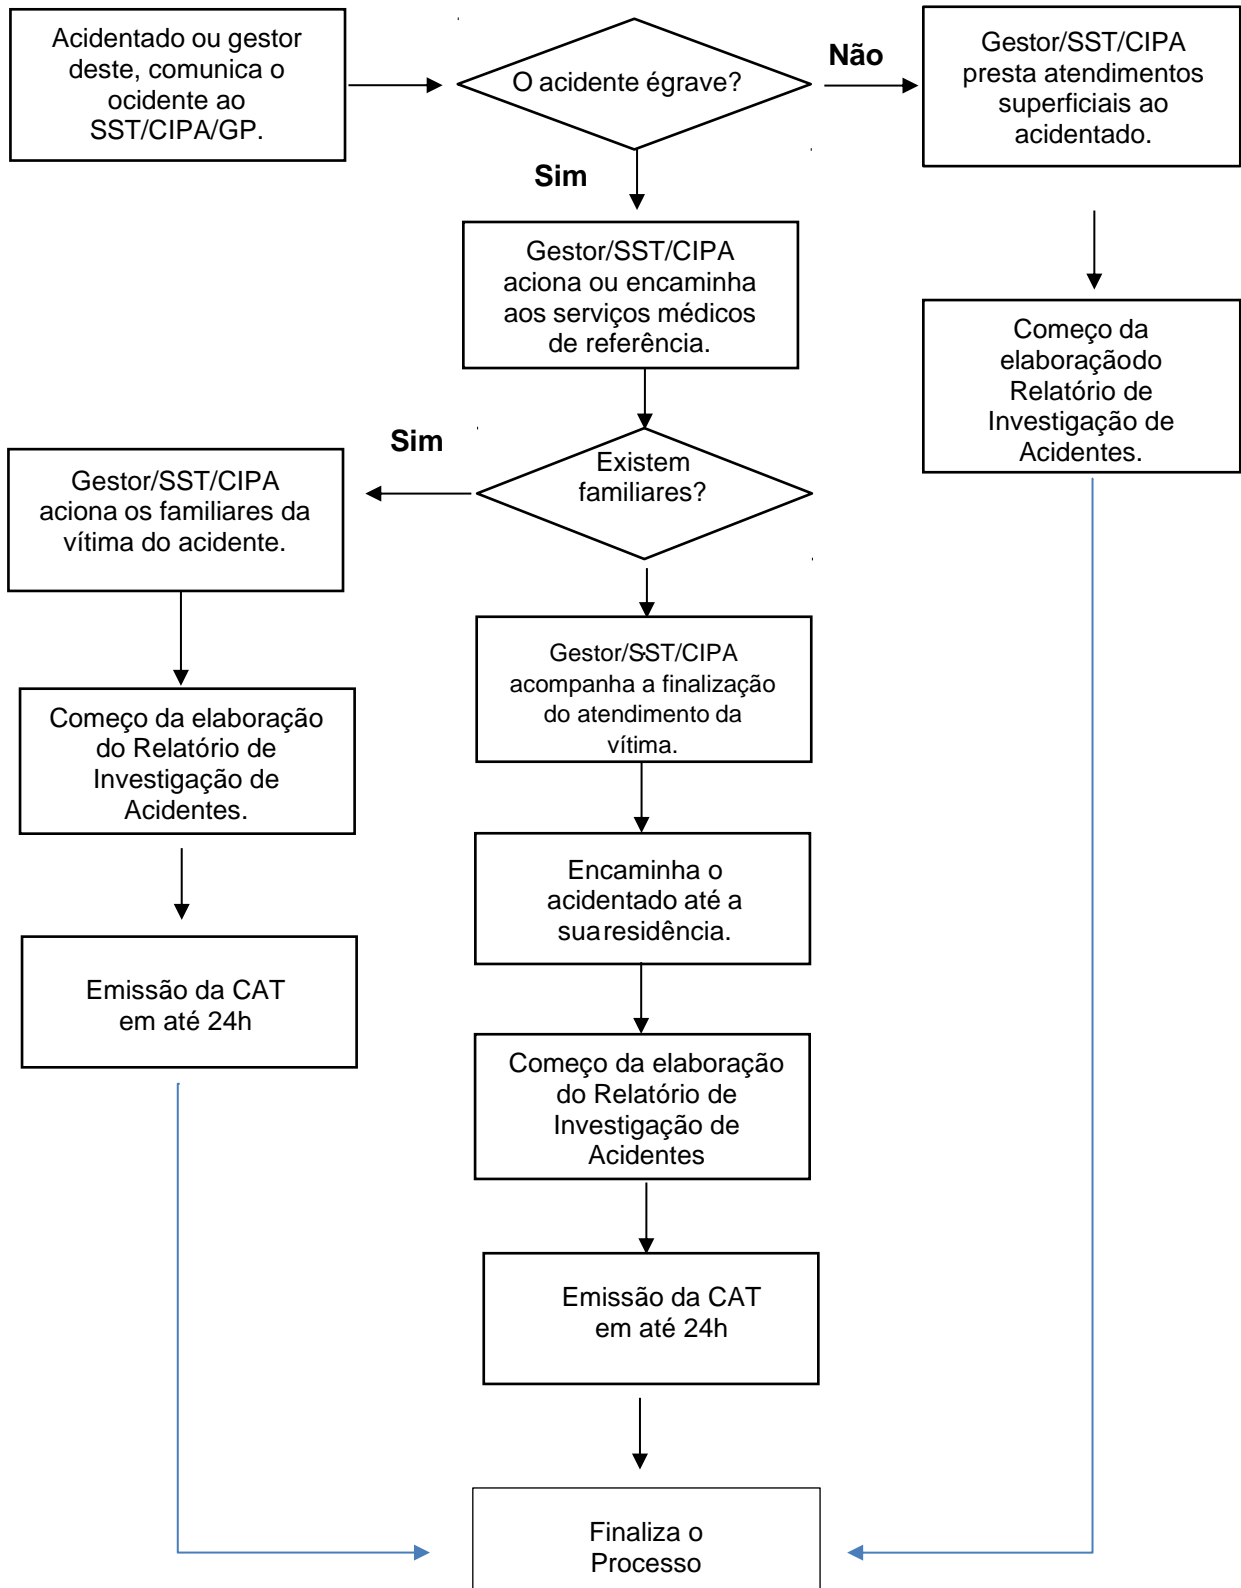 Acidentado ou gestor
deste, comunica o
ocidente ao
SST/CIPA/GP.
O acidente égrave?
Não
Gestor/SST/CIPA
presta atendimentos
superficiais ao
acidentado.
Sim
Gestor/SST/CIPA
aciona ou encaminha
aos serviços médicos
de referência.
Começo da
elaboraçãodo
Relatório de
Investigação de
Acidentes.
Sim
Existem
familiares?
Gestor/SST/CIPA
aciona os familiares da
vítima do acidente.
Gestor/SST/CIPA
acompanha a finalização
do atendimento da
vítima.
Começo da elaboração
do Relatório de
Investigação de
Acidentes.
Encaminha o
acidentado até a
suaresidência.
Emissão da CAT
em até 24h
Começo da elaboração
do Relatório de
Investigação de
Acidentes
Emissão da CAT
em até 24h
Finaliza o
Processo